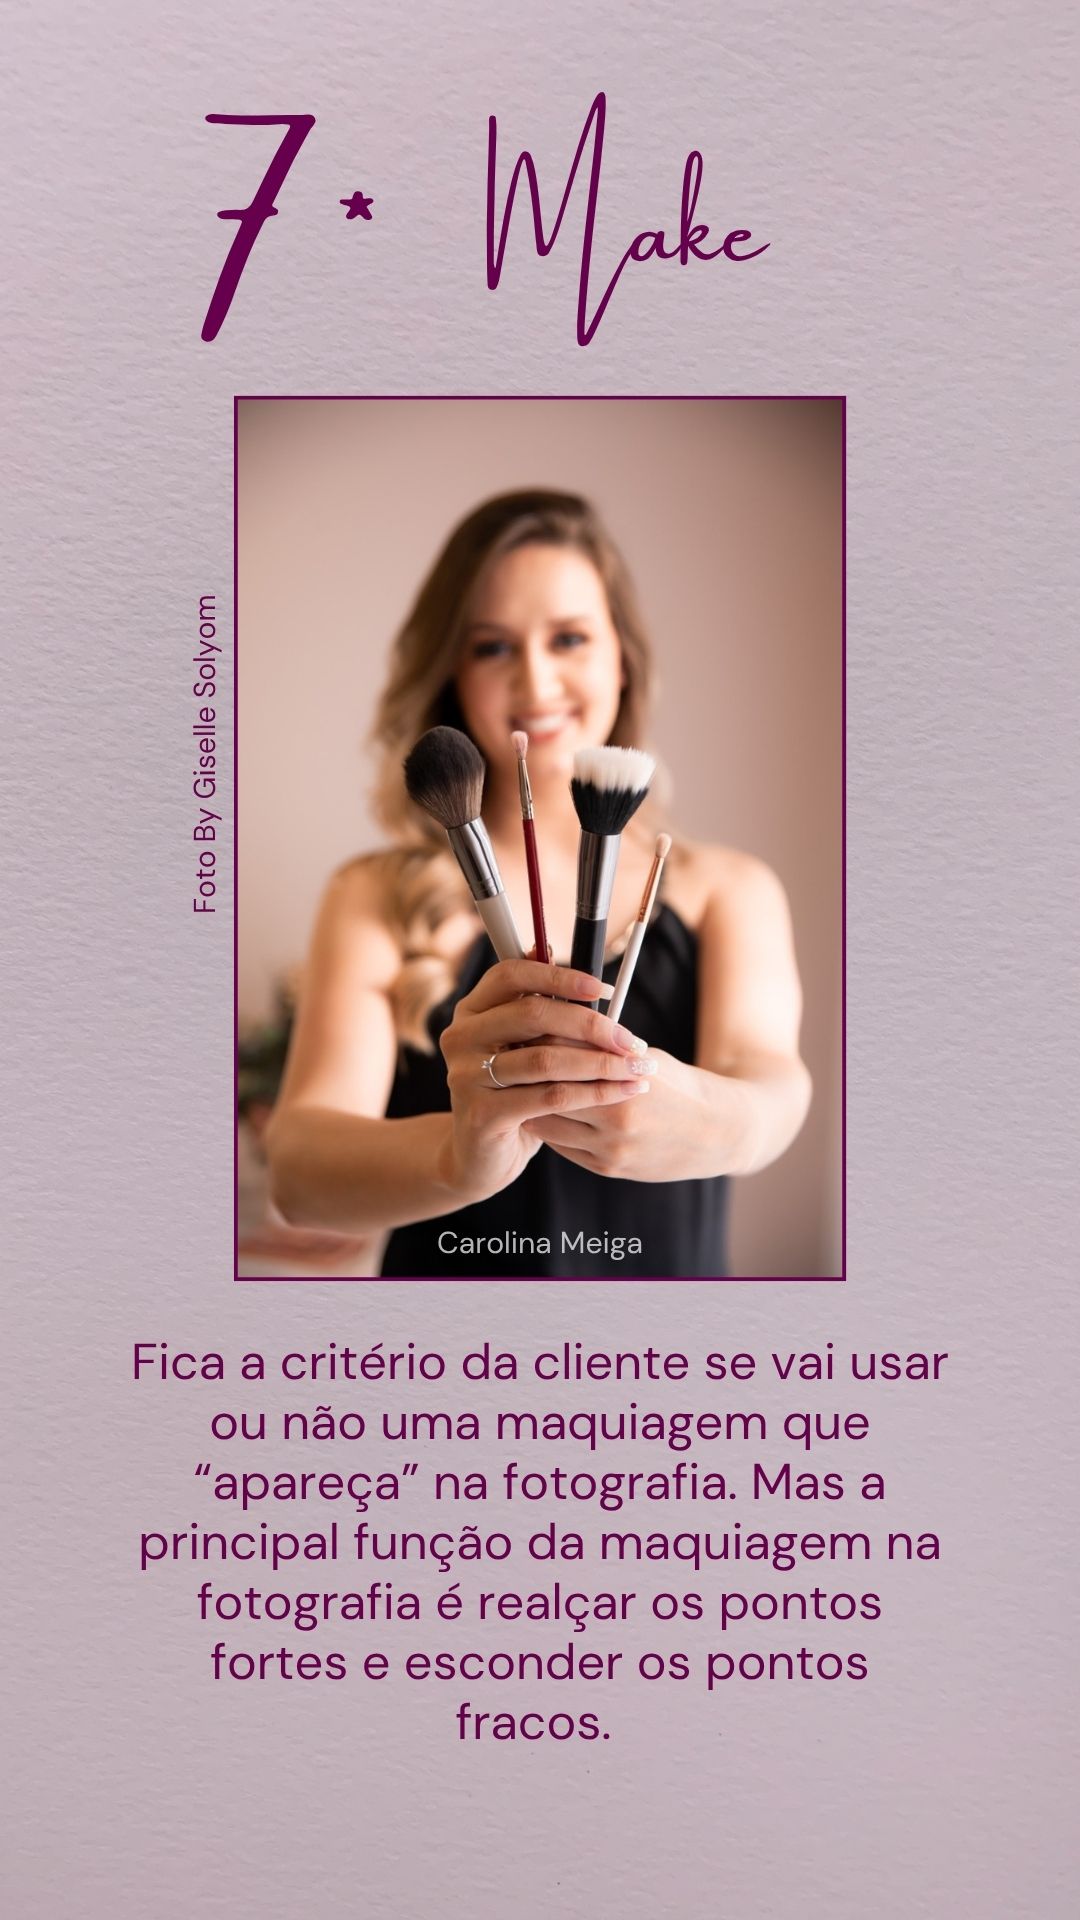 7* Make
Foto By Giselle Solyom
Carolina Meiga
Fica a critério da cliente se vai usar
ou não uma maquiagem que
“apareça” na fotografia. Mas a
principal função da maquiagem na
fotografia é realçar os pontos
fortes e esconder os pontos
fracos.